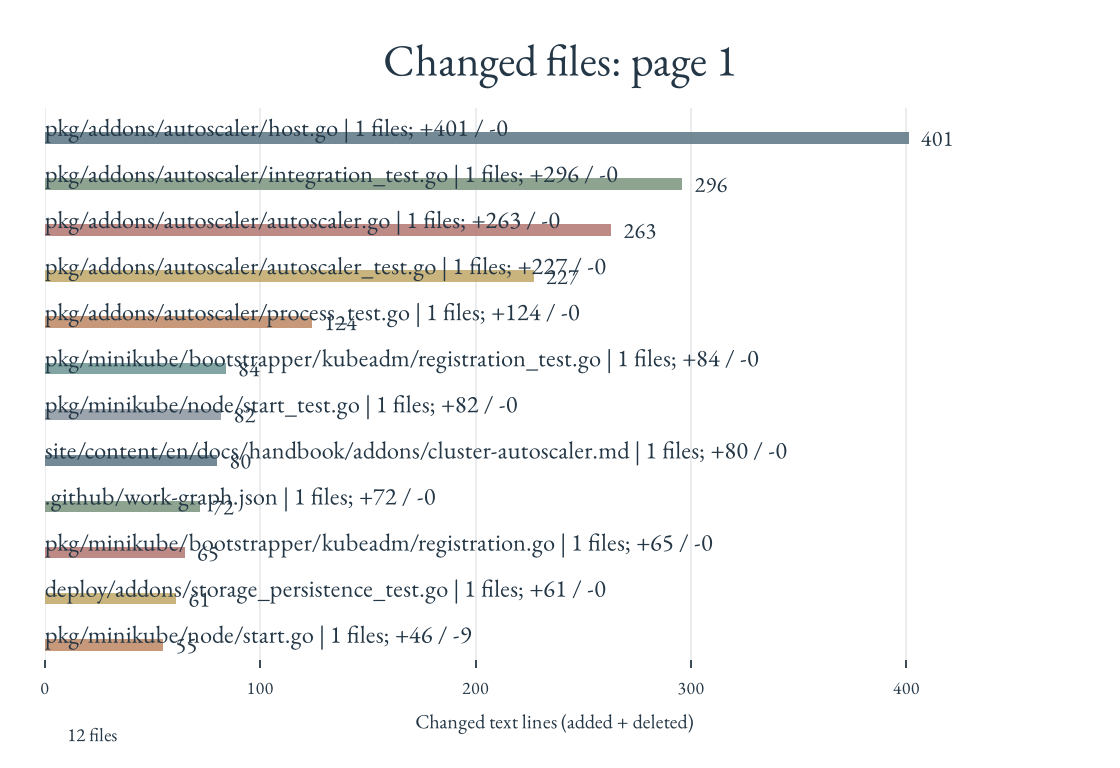 Changed files: page 1
pkg/addons/autoscaler/host.go | 1 files; +401 / -0
401
pkg/addons/autoscaler/integration_test.go | 1 files; +296 / -0
296
pkg/addons/autoscaler/autoscaler.go | 1 files; +263 / -0
263
pkg/addons/autoscaler/autoscaler_test.go | 1 files; +227 / -0
227
pkg/addons/autoscaler/process_test.go | 1 files; +124 / -0
124
pkg/minikube/bootstrapper/kubeadm/registration_test.go | 1 files; +84 / -0
84
pkg/minikube/node/start_test.go | 1 files; +82 / -0
82
site/content/en/docs/handbook/addons/cluster-autoscaler.md | 1 files; +80 / -0
80
.github/work-graph.json | 1 files; +72 / -0
72
pkg/minikube/bootstrapper/kubeadm/registration.go | 1 files; +65 / -0
65
deploy/addons/storage_persistence_test.go | 1 files; +61 / -0
61
pkg/minikube/node/start.go | 1 files; +46 / -9
55
0 100 200 300 400
Changed text lines (added + deleted)
12 files